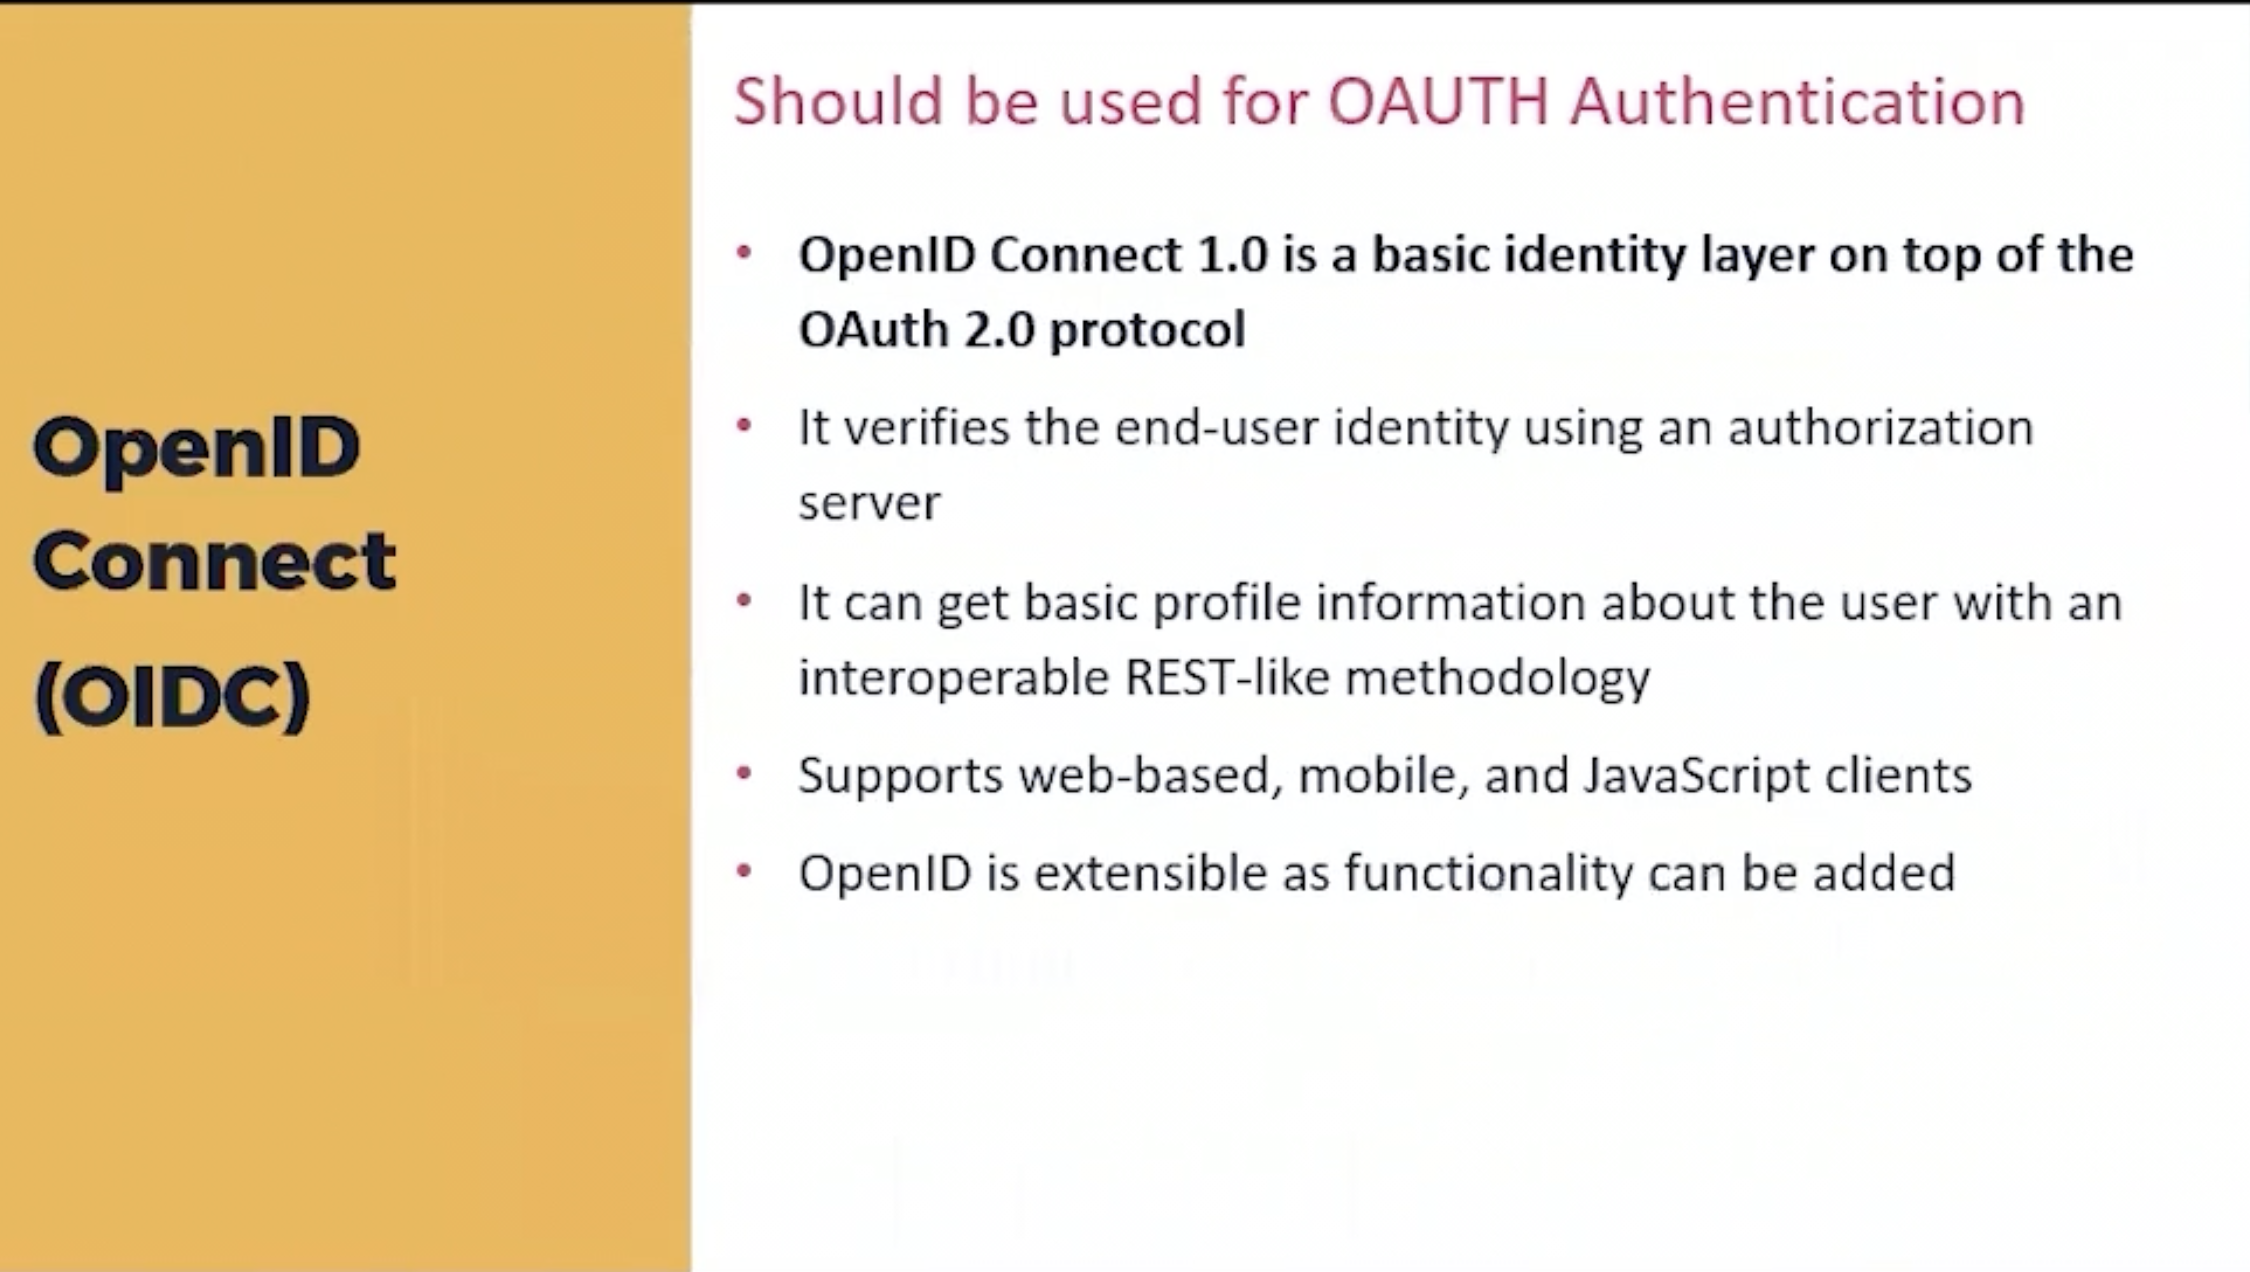 OpenID
Connect
(OIDC)
Should be used for OAUTH Authentication
• OpenID Connect 1.0 is a basic identity layer on top of the
OAuth 2.0 protocol
• It verifies the end-user identity using an authorization
server
• It can get basic profile information about the user with an
interoperable REST-like methodology
• Supports web-based, mobile, and JavaScript clients
• OpenID is extensible as functionality can be added